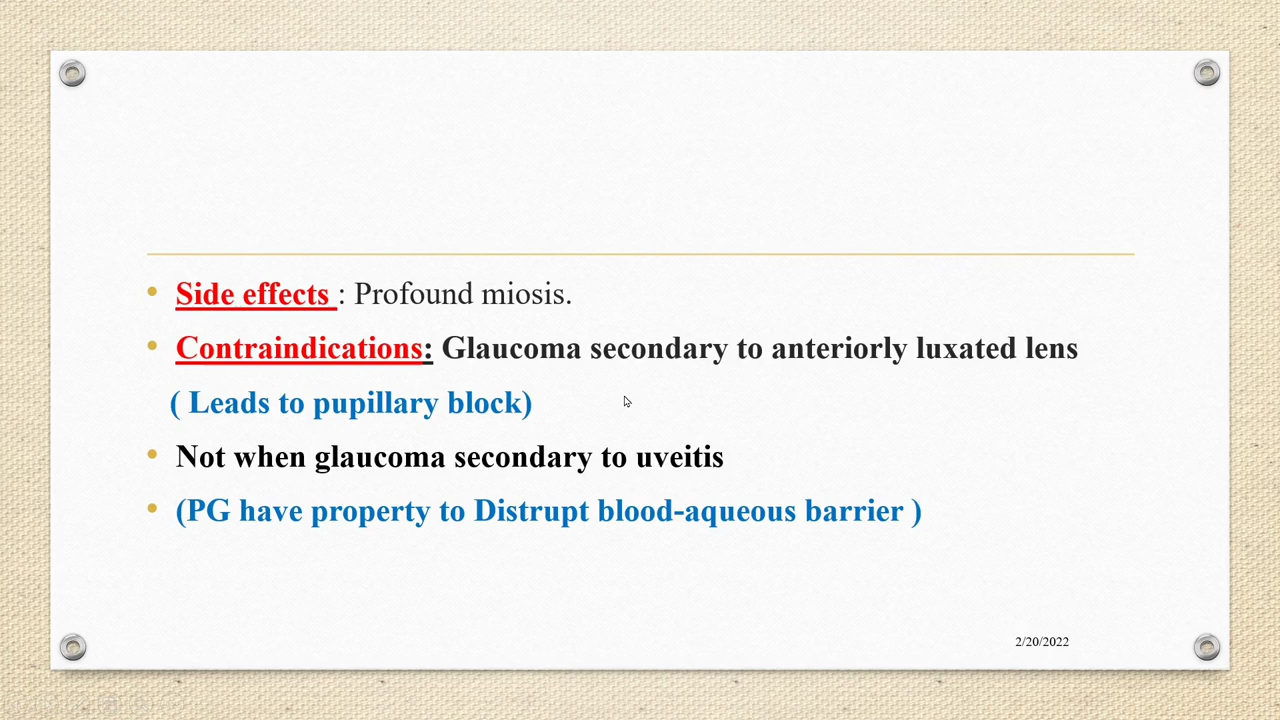 • Side effects : Profound miosis.
• Contraindications: Glaucoma secondary to anteriorly luxated lens
( Leads to pupillary block)
• Not when glaucoma secondary to uveitis
• (PG have property to Distrupt blood-aqueous barrier )
2/20/2022